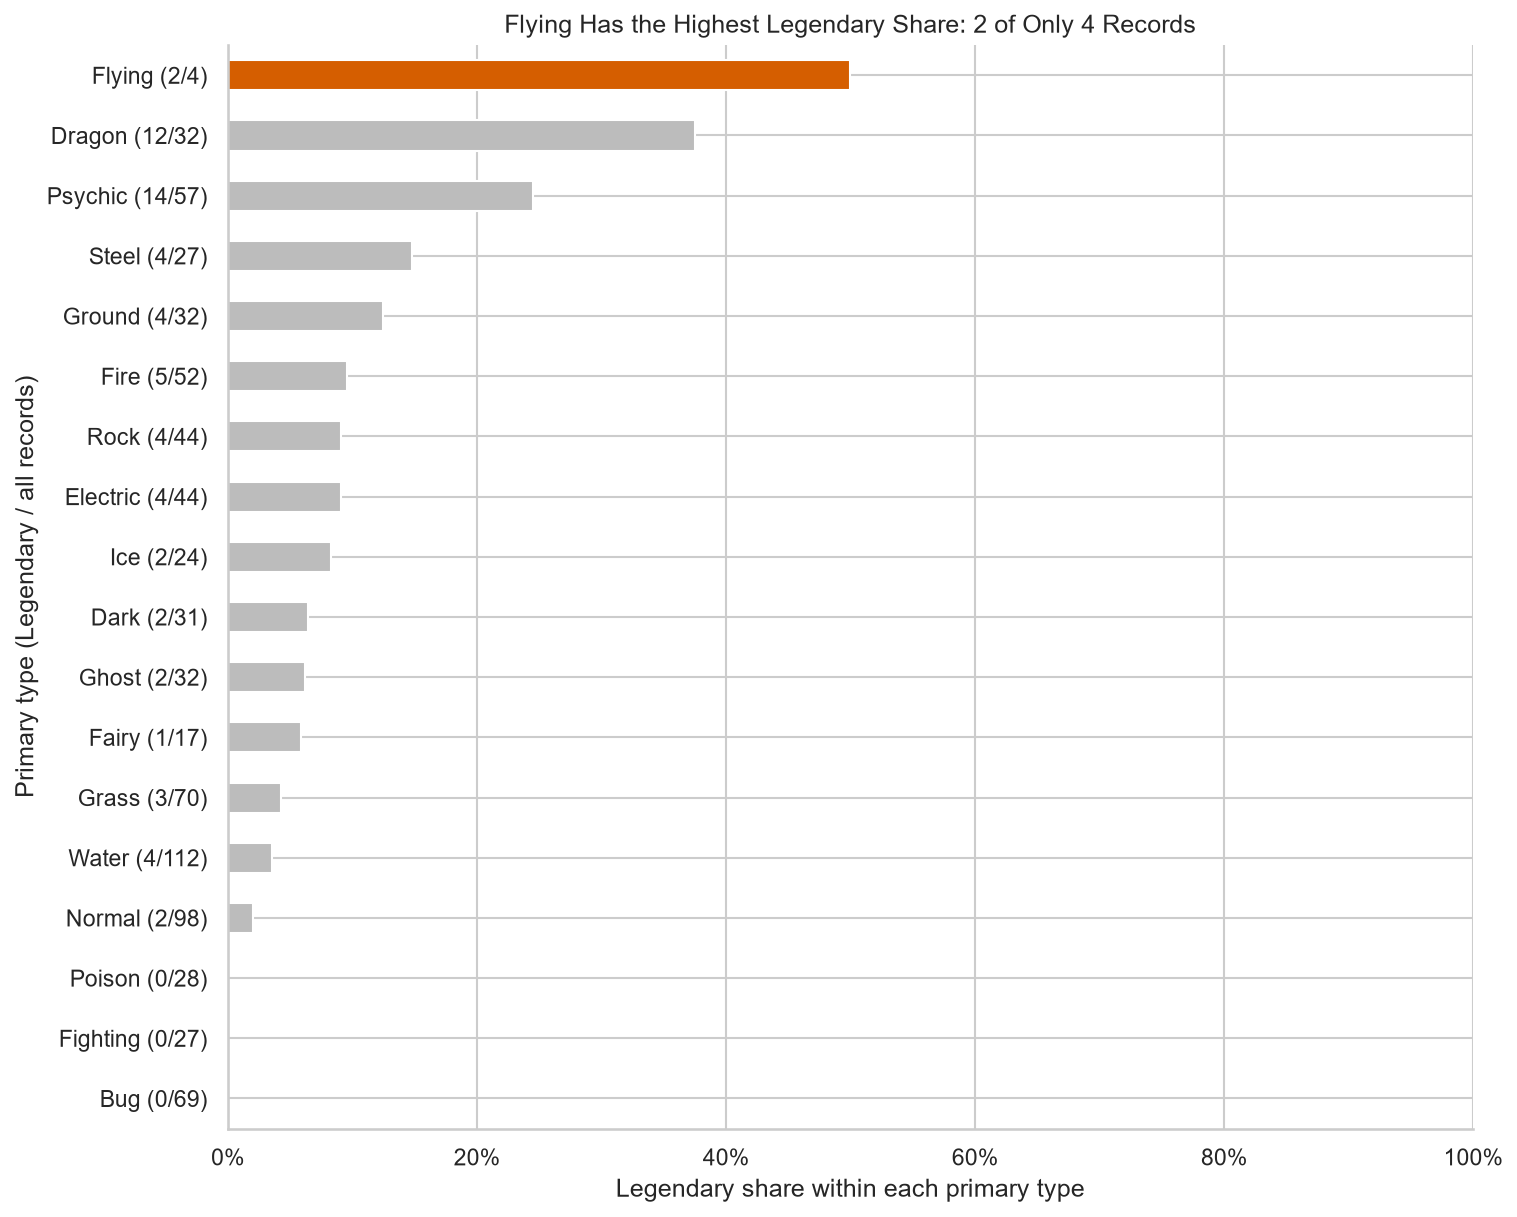 Flying Has the Highest Legendary Share: 2 of Only 4 Records
Primary type (Legendary / all records)
Flying (2/4)
Dragon (12/32)
Psychic (14/57)
Steel (4/27)
Ground (4/32)
Fire (5/52)
Rock (4/44)
Electric (4/44)
Ice (2/24)
Dark (2/31)
Ghost (2/32)
Fairy (1/17)
Grass (3/70)
Water (4/112)
Normal (2/98)
Poison (0/28)
Fighting (0/27)
Bug (0/69)
0% 20% 40% 60% 80% 100%
Legendary share within each primary type